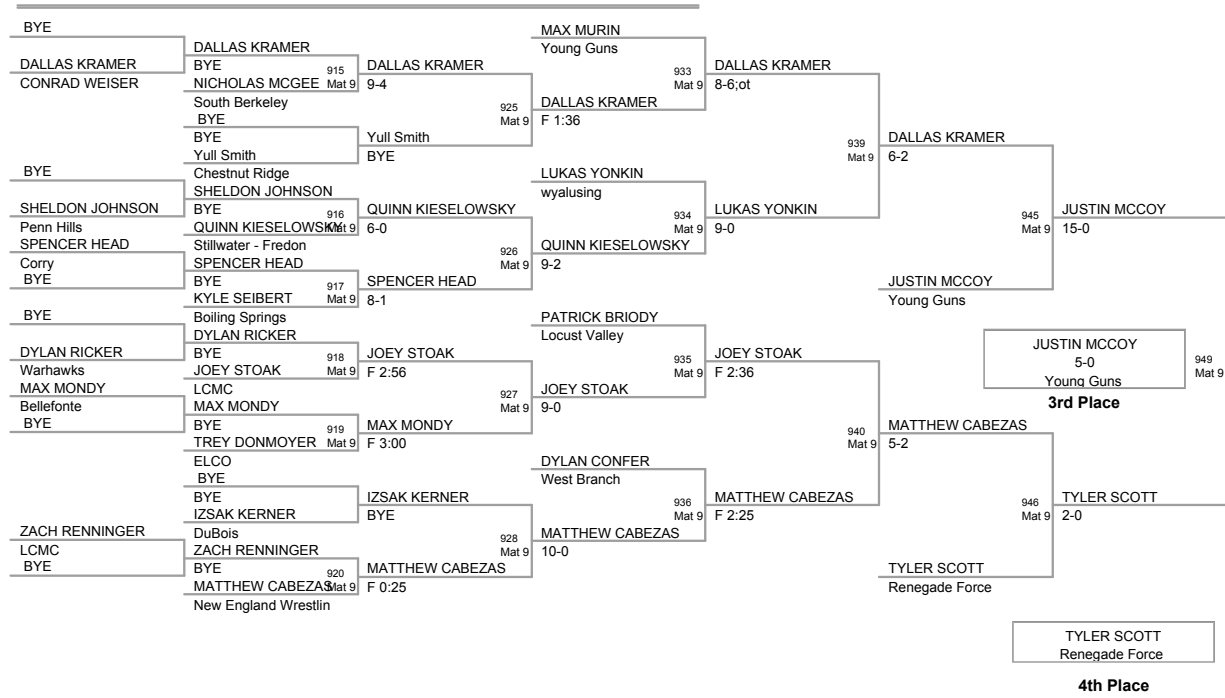 BYE
DALLAS KRAMER
CONRAD WEISER
BYE
SHELDON JOHNSON
Penn Hills
SPENCER HEAD
Corry
BYE
BYE
DYLAN RICKER
Warhawks
MAX MONDY
Bellefonte
BYE
ZACH RENNINGER
LCMC
BYE
DALLAS KRAMER
BYE
915
NICHOLAS MCGEE Mat 9
South Berkeley
BYE
BYE
Yull Smith
Chestnut Ridge
SHELDON JOHNSON
BYE
916
QUINN KIESELOWSKY Mat 9
Stillwater - Fredon
SPENCER HEAD
BYE
917
KYLE SEIBERT Mat 9
Boiling Springs
DYLAN RICKER
BYE
918
JOEY STOAK Mat 9
LCMC
MAX MONDY
BYE
919
TREY DONMOYER Mat 9
ELCO
BYE
BYE
IZSAK KERNER
DuBois
ZACH RENNINGER
BYE
920
MATTHEW CABEZAS Mat 9
New England Wrestlin
DALLAS KRAMER
9-4
925
Mat 9
Yull Smith
BYE
QUINN KIESELOWSKY
6-0
926
Mat 9
SPENCER HEAD
8-1
JOEY STOAK
F 2:56
927
Mat 9
MAX MONDY
F 3:00
IZSAK KERNER
BYE
928
Mat 9
MATTHEW CABEZAS
F 0:25
MAX MURIN
Young Guns
933
Mat 9
DALLAS KRAMER
F 1:36
LUKAS YONKIN
wyalusing
934
Mat 9
QUINN KIESELOWSKY
9-2
PATRICK BRIODY
Locust Valley
935
Mat 9
JOEY STOAK
9-0
DYLAN CONFER
West Branch
936
Mat 9
MATTHEW CABEZAS
10-0
DALLAS KRAMER
8-6;ot
939
Mat 9
LUKAS YONKIN
9-0
JOEY STOAK
F 2:36
940
Mat 9
MATTHEW CABEZAS
F 2:25
DALLAS KRAMER
6-2
945
Mat 9
JUSTIN MCCOY
Young Guns
MATTHEW CABEZAS
5-2
946
Mat 9
TYLER SCOTT
Renegade Force
JUSTIN MCCOY
15-0
JUSTIN MCCOY
5-0
Young Guns
949
Mat 9
3rd Place
TYLER SCOTT
2-0
TYLER SCOTT
Renegade Force
4th Place